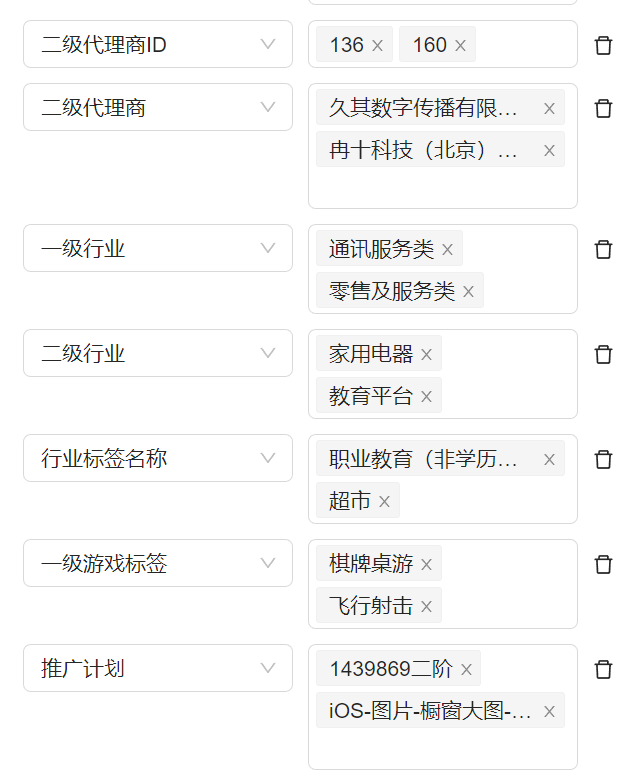 二级代理商ID
136 160
二级代理商
久其数字传播有限...
冉十科技（北京）...
一级行业
通讯服务类
零售及服务类
二级行业
家用电器
教育平台
行业标签名称
职业教育（非学历...
超市
一级游戏标签
棋牌桌游
飞行射击
推广计划
1439869二阶
iOS-图片-橱窗大图-...